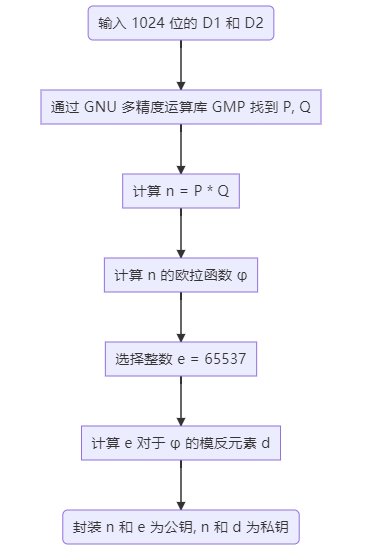 输入 1024 位的 D1 和 D2
通过 GNU 多精度运算库 GMP 找到 P, Q
计算 n = P * Q
计算 n 的欧拉函数 φ
选择整数 e = 65537
计算 e 对于 φ 的模反元素 d
封装 n 和 e 为公钥, n 和 d 为私钥